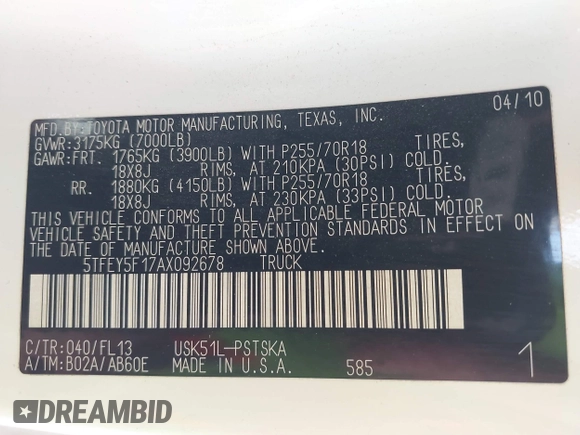 MFD.BY:TOYOTA MOTOR MANUFACTURING, TEXAS, INC. 04/10
GVWR:3175KG (7000LB)
GAWR:FRT. 1765KG (3900LB) WITH P255/70R18 TIRES,
18X8J RIMS, AT 210KPA (30PSI) COLD.
RR. 1880KG (4150LB) WITH P255/70R18 TIRES,
18X8J RIMS, AT 230KPA (33PSI) COLD.
THIS VEHICLE CONFORMS TO ALL APPLICABLE FEDERAL MOTOR
VEHICLE SAFETY AND THEFT PREVENTION STANDARDS IN EFFECT ON
THE DATE OF MANUFACTURE SHOWN ABOVE.
5TFEY5F17AX092678 TRUCK
C/TR:040/FL13 USK51L-PSTSKA
A/TM:B02A/AB60E MADE IN U.S.A. 585 1
DREAMBID